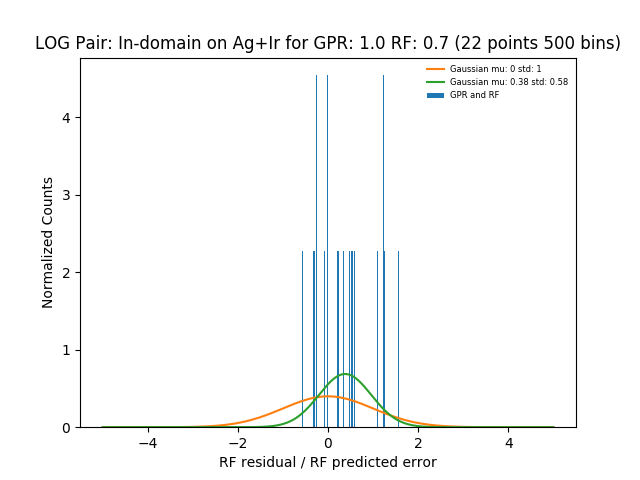 LOG Pair: In-domain on Ag+Ir for GPR: 1.0 RF: 0.7 (22 points 500 bins)
Gaussian mu: 0 std: 1
Gaussian mu: 0.38 std: 0.58
GPR and RF
Normalized Counts
4
3
2
1
0
−4 −2 0 2 4
RF residual / RF predicted error